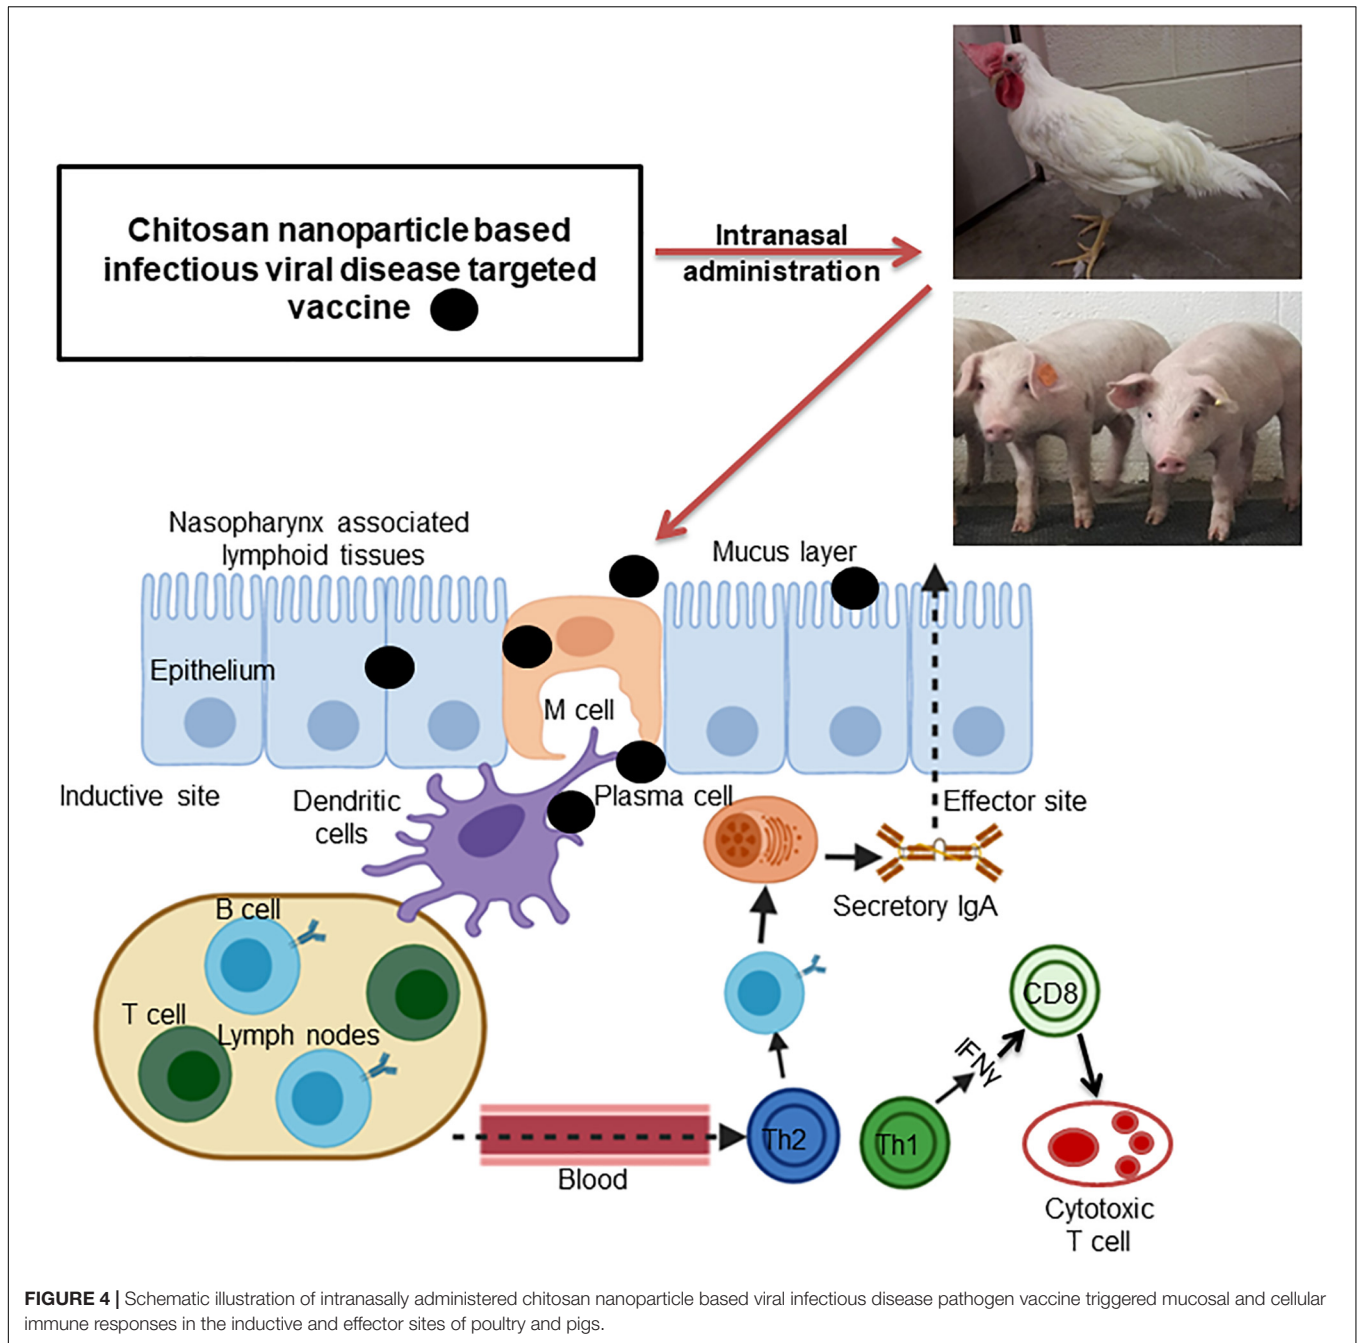 Chitosan nanoparticle based
infectious viral disease targeted
vaccine
Intranasal
administration
Nasopharynx associated
lymphoid tissues
Mucus layer
Epithelium
M cell
Inductive site
Dendritic
cells
Plasma cell
Effector site
Secretory IgA
B cell
T cell
Lymph nodes
CD8
IFNγ
Th2
Th1
Blood
Cytotoxic
T cell
FIGURE 4 | Schematic illustration of intranasally administered chitosan nanoparticle based viral infectious disease pathogen vaccine triggered mucosal and cellular
immune responses in the inductive and effector sites of poultry and pigs.